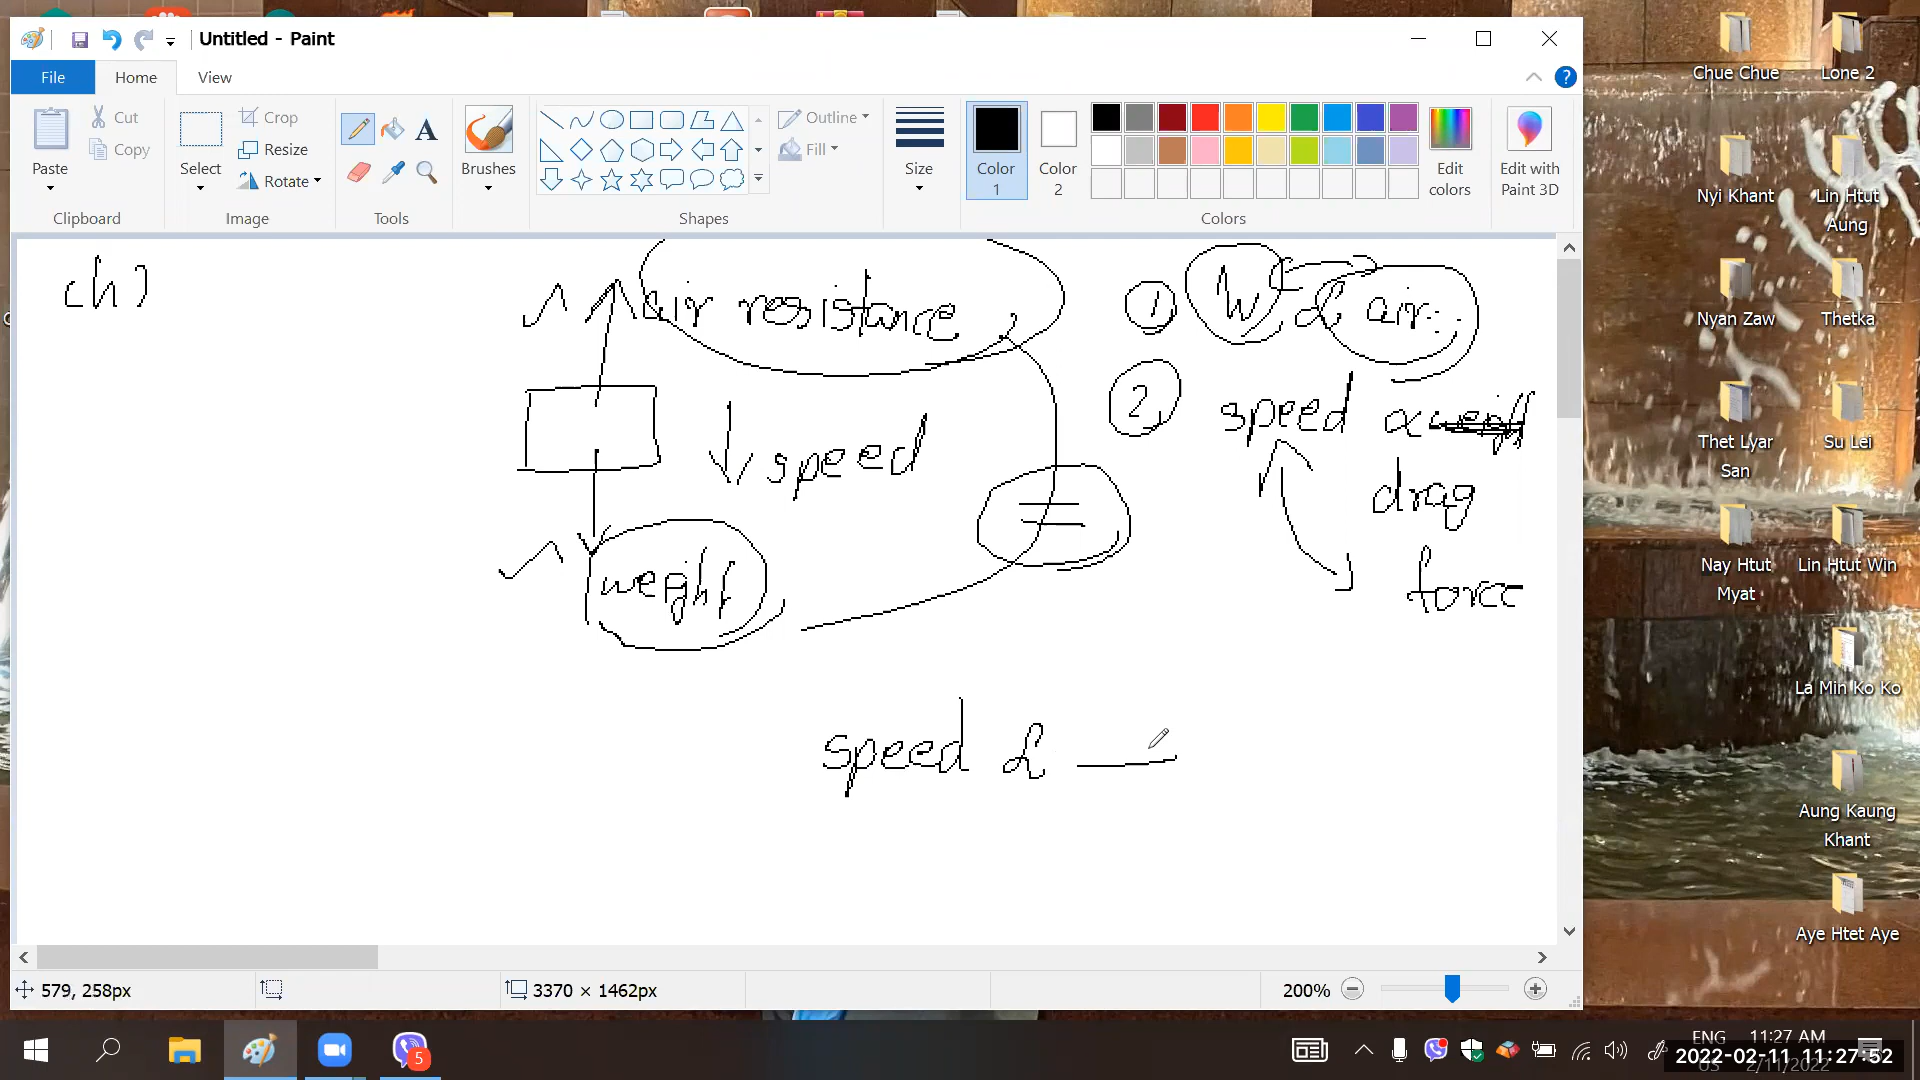 Untitled - Paint
File Home View
Paste
Cut
Copy
Clipboard
Select
Crop
Resize
Rotate
Image
A
Tools
Brushes
Shapes
Outline
Fill
Size
Color 1
Color 2
Edit colors
Colors
Edit with Paint 3D
air resistance
speed
weight
1 W & air
2 speed α
drag
force
speed &
579, 258px
3370 × 1462px
200%
Chue Chue
Lone 2
Nyi Khant
Lin Htut Aung
Nyan Zaw
Thetka
Thet Lyar San
Su Lei
Nay Htut Myat
Lin Htut Win
La Min Ko Ko
Aung Kaung Khant
Aye Htet Aye
5
ENG
11:27 AM
2022-02-11 11:27:52